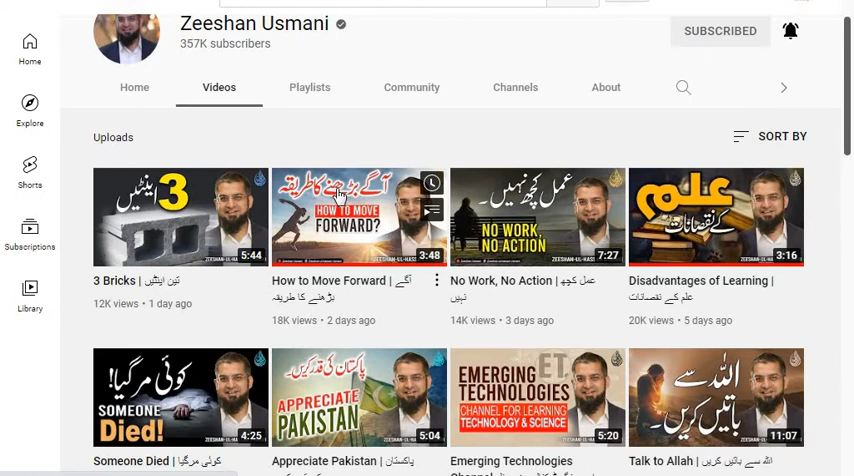 Zeeshan Usmani
357K subscribers
SUBSCRIBED
Home
Videos
Playlists
Community
Channels
About
Home
Explore
Shorts
Subscriptions
Library
Uploads
SORT BY
3 اینٹیں
5:44
3 Bricks | تین اینٹیں
12K views • 1 day ago
آگے بڑھنے کا طریقہ
HOW TO MOVE
FORWARD?
3:48
How to Move Forward | آگے
بڑھنے کا طریقہ
18K views • 2 days ago
عمل کچھ نہیں۔
NO WORK,
NO ACTION
7:27
No Work, No Action | عمل کچھ
نہیں
14K views • 3 days ago
علم
کے نقصانات
3:16
Disadvantages of Learning |
علم کے نقصانات
20K views • 5 days ago
کوئی مر گیا!
SOMEONE
Died!
4:25
Someone Died | کوئی مر گیا
پاکستان کی قدر کریں۔
APPRECIATE
PAKISTAN
5:04
Appreciate Pakistan | پاکستان
ET
EMERGING
TECHNOLOGIES
CHANNEL FOR LEARNING
TECHNOLOGY & SCIENCE
5:20
Emerging Technologies
اللہ سے
باتیں کریں۔
11:07
Talk to Allah | اللہ سے باتیں کریں